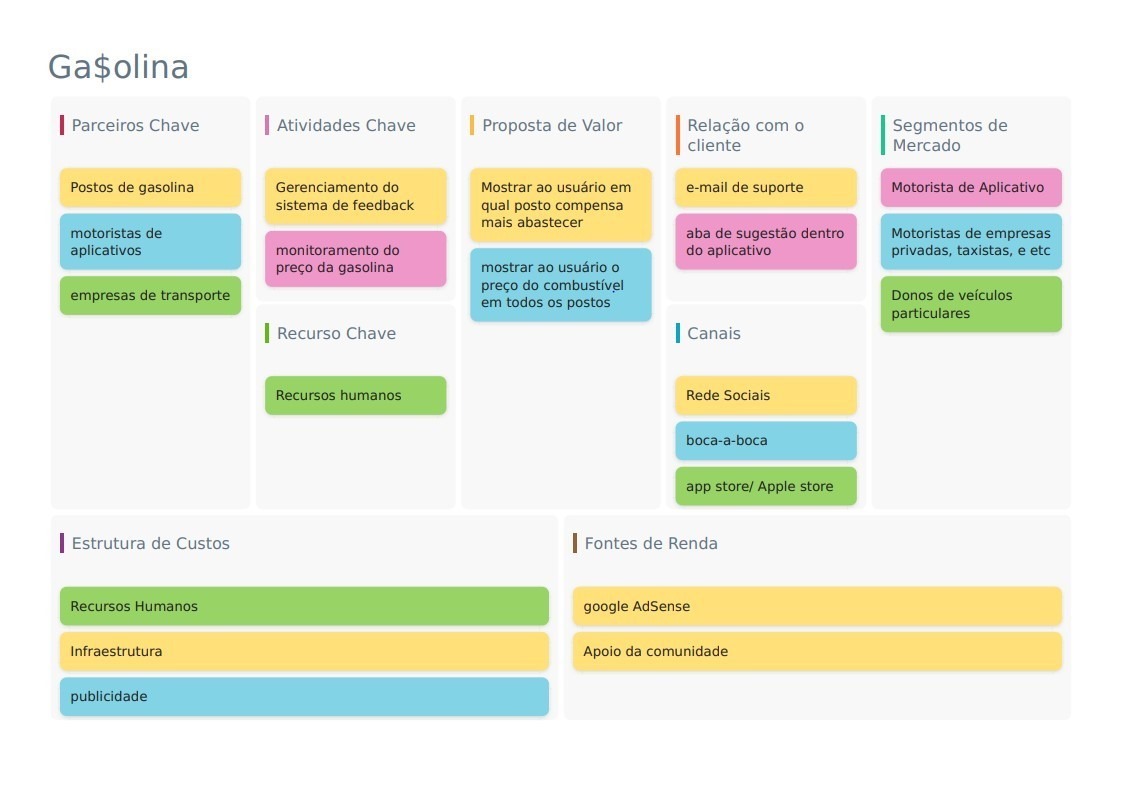 Ga$olina
Parceiros Chave
Postos de gasolina
motoristas de
aplicativos
empresas de transporte
Atividades Chave
Gerenciamento do
sistema de feedback
monitoramento do
preço da gasolina
Recurso Chave
Recursos humanos
Proposta de Valor
Mostrar ao usuário em
qual posto compensa
mais abastecer
mostrar ao usuário o
preço do combustível
em todos os postos
Relação com o
cliente
e-mail de suporte
aba de sugestão dentro
do aplicativo
Canais
Rede Sociais
boca-a-boca
app store/ Apple store
Segmentos de
Mercado
Motorista de Aplicativo
Motoristas de empresas
privadas, taxistas, e etc
Donos de veículos
particulares
Estrutura de Custos
Recursos Humanos
Infraestrutura
publicidade
Fontes de Renda
google AdSense
Apoio da comunidade